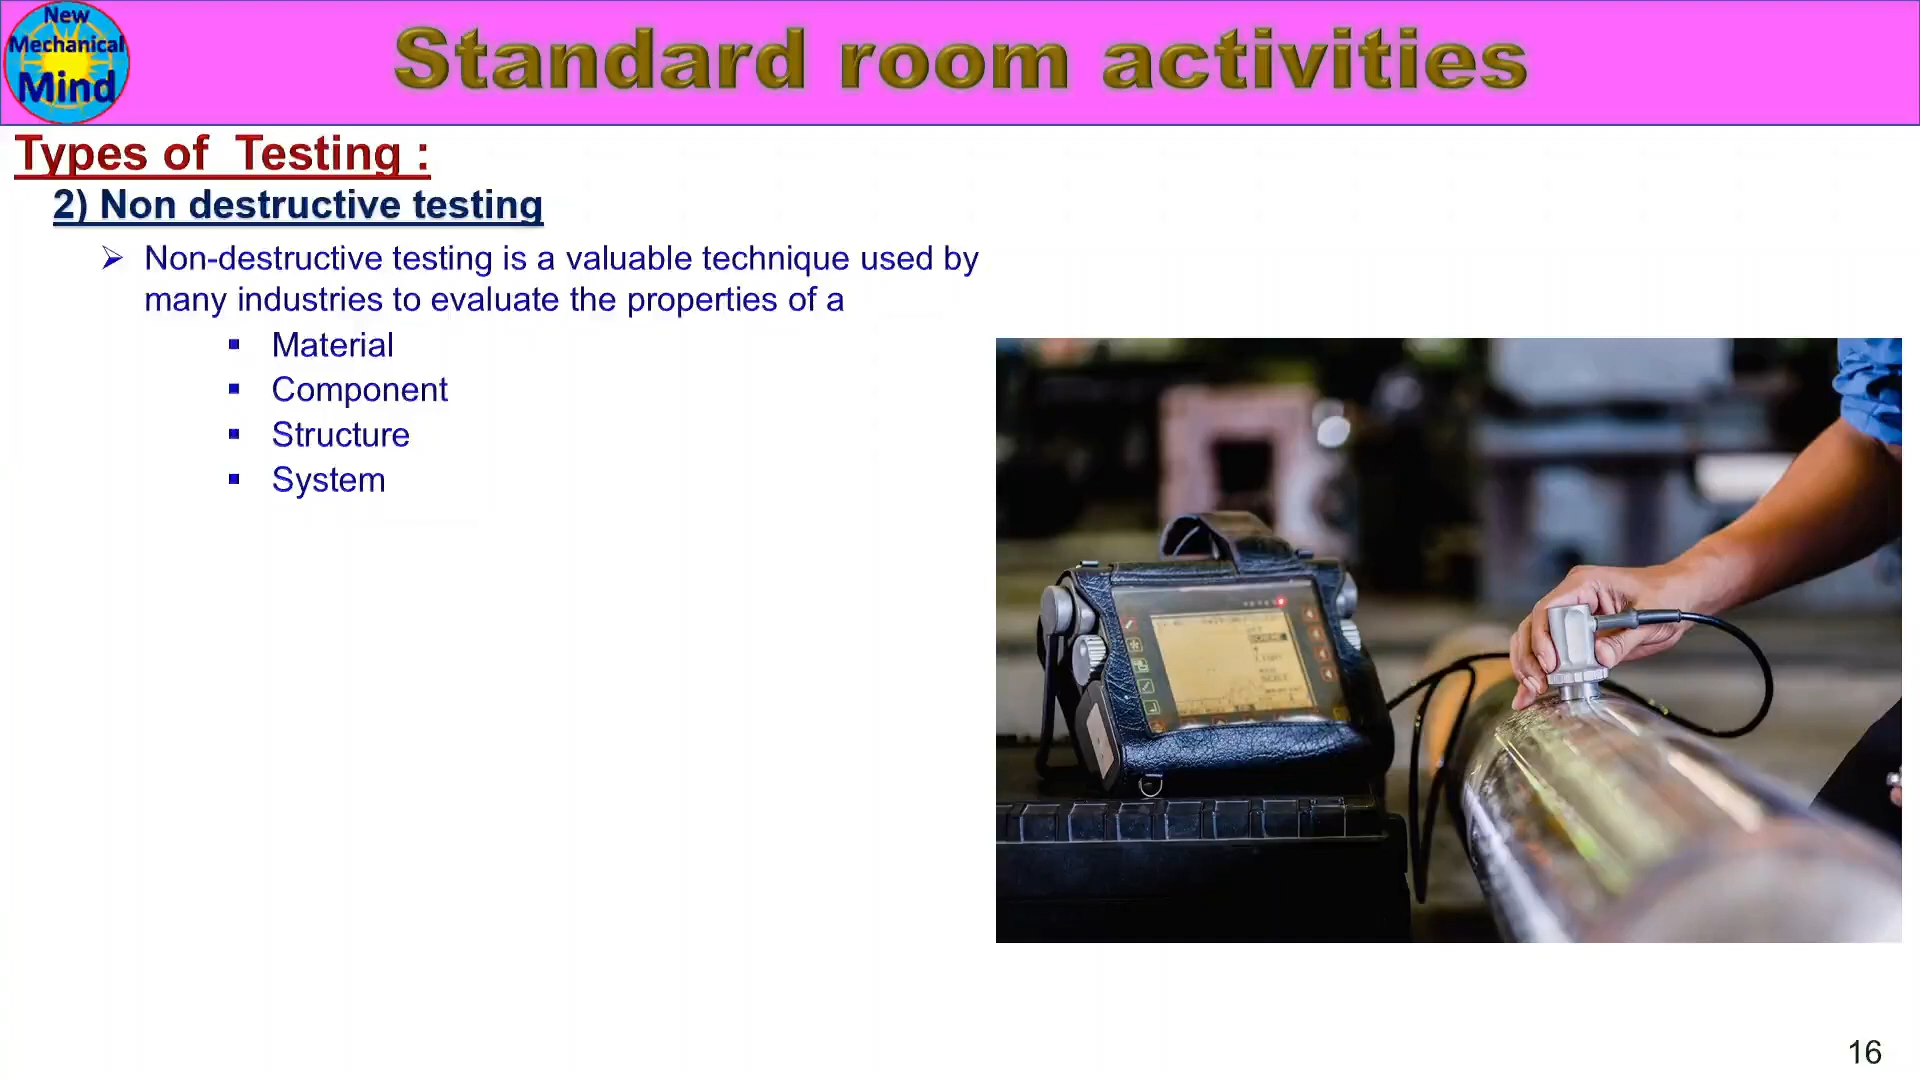 New
Mechanical
Mind
Standard room activities
Types of Testing :
2) Non destructive testing
➢ Non-destructive testing is a valuable technique used by
many industries to evaluate the properties of a
▪ Material
▪ Component
▪ Structure
▪ System
16